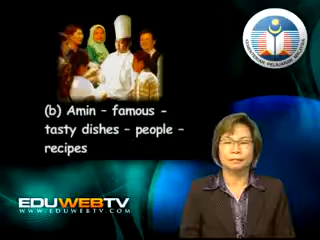 (b) Amin – famous –
tasty dishes – people –
recipes
EDUWEBTV
WWW.EDUWEBTV.COM